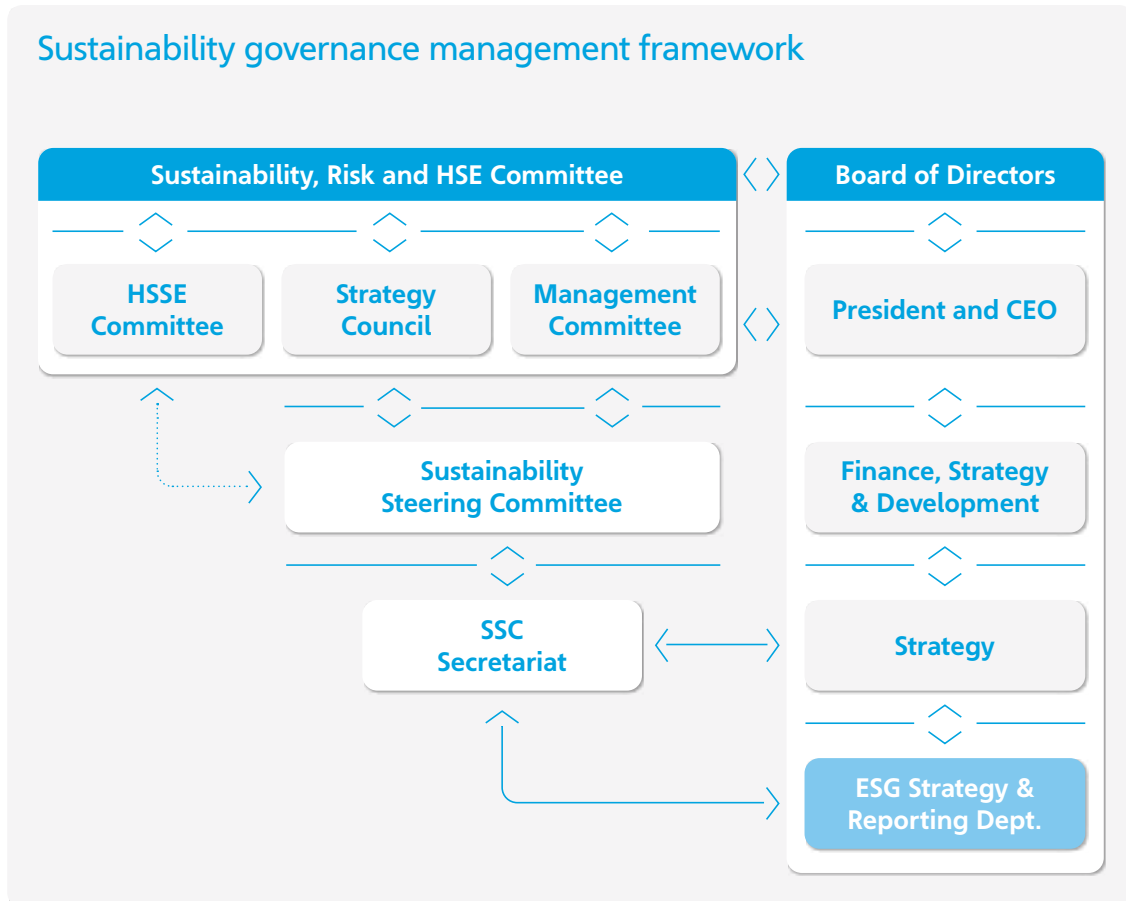 Sustainability governance management framework
Sustainability, Risk and HSE Committee
Board of Directors
HSSE
Committee
Strategy
Council
Management
Committee
President and CEO
Sustainability
Steering Committee
Finance, Strategy
& Development
SSC
Secretariat
Strategy
ESG Strategy &
Reporting Dept.